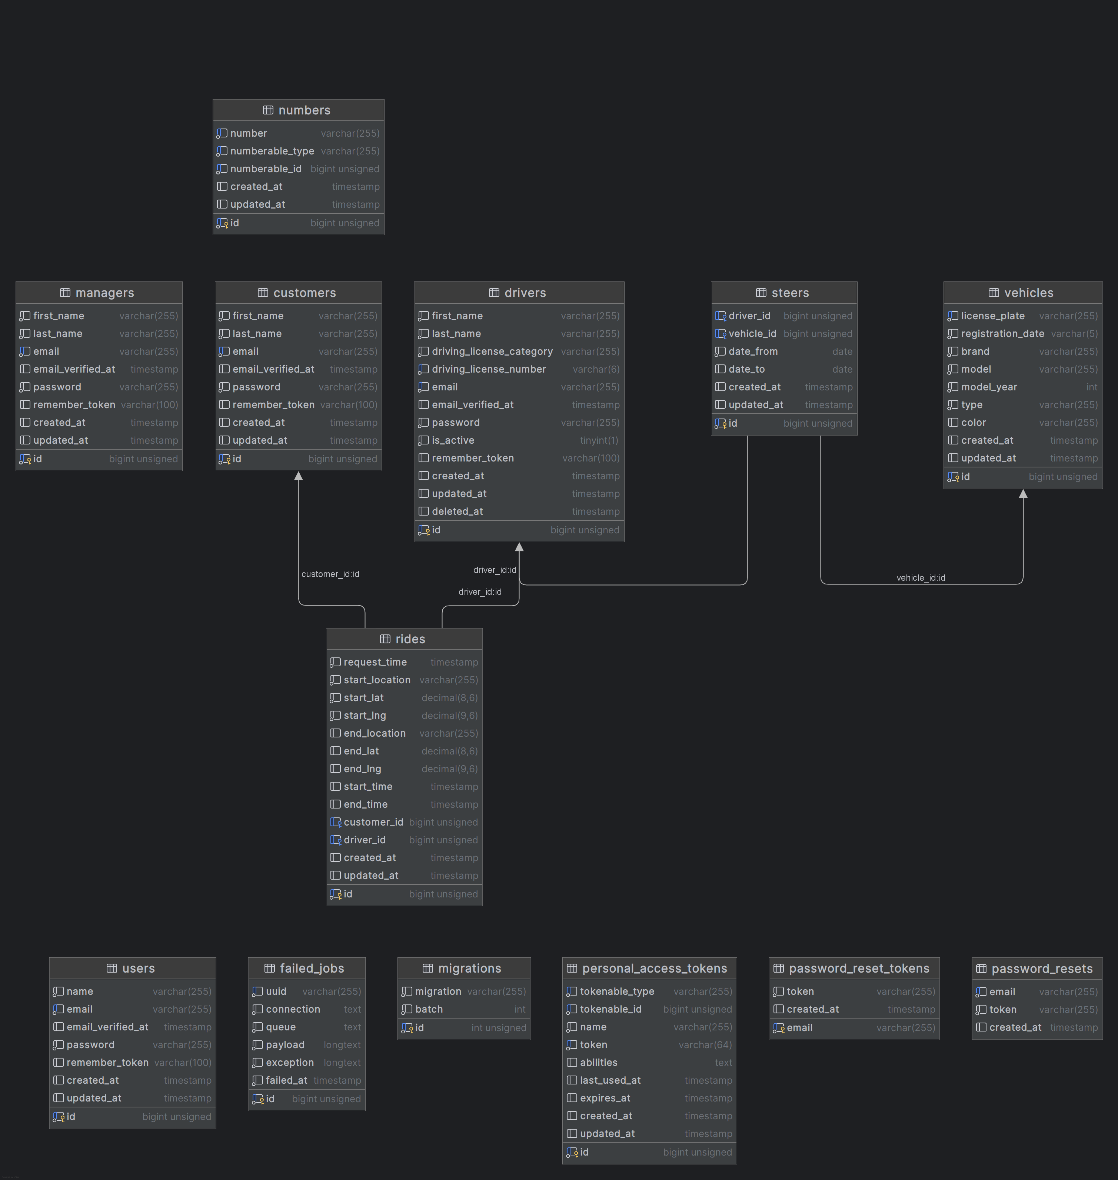 numbers
number varchar(255)
numberable_type varchar(255)
numberable_id bigint unsigned
created_at timestamp
updated_at timestamp
id bigint unsigned
managers
first_name varchar(255)
last_name varchar(255)
email varchar(255)
email_verified_at timestamp
password varchar(255)
remember_token varchar(100)
created_at timestamp
updated_at timestamp
id bigint unsigned
customers
first_name varchar(255)
last_name varchar(255)
email varchar(255)
email_verified_at timestamp
password varchar(255)
remember_token varchar(100)
created_at timestamp
updated_at timestamp
id bigint unsigned
drivers
first_name varchar(255)
last_name varchar(255)
driving_license_category varchar(255)
driving_license_number varchar(6)
email varchar(255)
email_verified_at timestamp
password varchar(255)
is_active tinyint(1)
remember_token varchar(100)
created_at timestamp
updated_at timestamp
deleted_at timestamp
id bigint unsigned
steers
driver_id bigint unsigned
vehicle_id bigint unsigned
date_from date
date_to date
created_at timestamp
updated_at timestamp
id bigint unsigned
vehicles
license_plate varchar(255)
registration_date varchar(5)
brand varchar(255)
model varchar(255)
model_year int
type varchar(255)
color varchar(255)
created_at timestamp
updated_at timestamp
id bigint unsigned
customer_id:id
driver_id:id
driver_id:id
vehicle_id:id
rides
request_time timestamp
start_location varchar(255)
start_lat decimal(8,6)
start_lng decimal(9,6)
end_location varchar(255)
end_lat decimal(8,6)
end_lng decimal(9,6)
start_time timestamp
end_time timestamp
customer_id bigint unsigned
driver_id bigint unsigned
created_at timestamp
updated_at timestamp
id bigint unsigned
users
name varchar(255)
email varchar(255)
email_verified_at timestamp
password varchar(255)
remember_token varchar(100)
created_at timestamp
updated_at timestamp
id bigint unsigned
failed_jobs
uuid varchar(255)
connection text
queue text
payload longtext
exception longtext
failed_at timestamp
id bigint unsigned
migrations
migration varchar(255)
batch int
id int unsigned
personal_access_tokens
tokenable_type varchar(255)
tokenable_id bigint unsigned
name varchar(255)
token varchar(64)
abilities text
last_used_at timestamp
expires_at timestamp
created_at timestamp
updated_at timestamp
id bigint unsigned
password_reset_tokens
token varchar(255)
created_at timestamp
email varchar(255)
password_resets
email varchar(255)
token varchar(255)
created_at timestamp